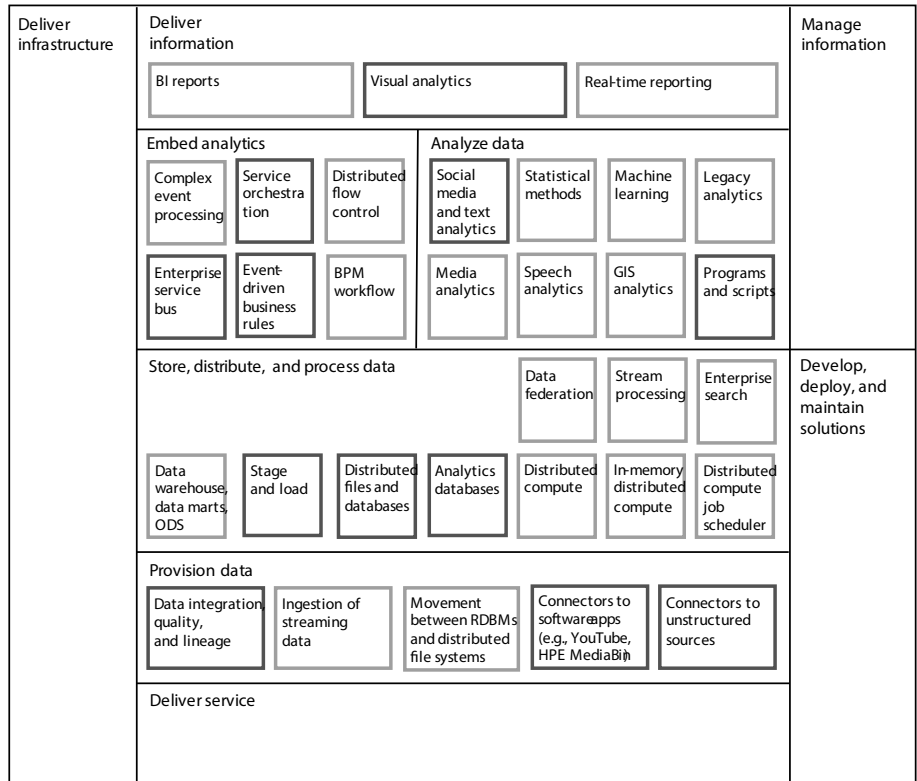 Deliver
infrastructure
Deliver
information
Manage
information
BI reports
Visual analytics
Real-time reporting
Embed analytics
Complex
event
processing
Service
orchestra
tion
Distributed
flow
control
Enterprise
service
bus
Event-
driven
business
rules
BPM
workflow
Analyze data
Social
media
and text
analytics
Statistical
methods
Machine
learning
Legacy
analytics
Media
analytics
Speech
analytics
GIS
analytics
Programs
and scripts
Store, distribute, and process data
Data
federation
Stream
processing
Enterprise
search
Develop,
deploy, and
maintain
solutions
Data
warehouse,
data marts,
ODS
Stage
and load
Distributed
files and
databases
Analytics
databases
Distributed
compute
In-memory
distributed
compute
Distributed
compute
job
scheduler
Provision data
Data integration,
quality,
and lineage
Ingestion of
streaming
data
Movement
between RDBMs
and distributed
file systems
Connectors to
software apps
(e.g., YouTube,
HPE MediaBin)
Connectors to
unstructured
sources
Deliver service